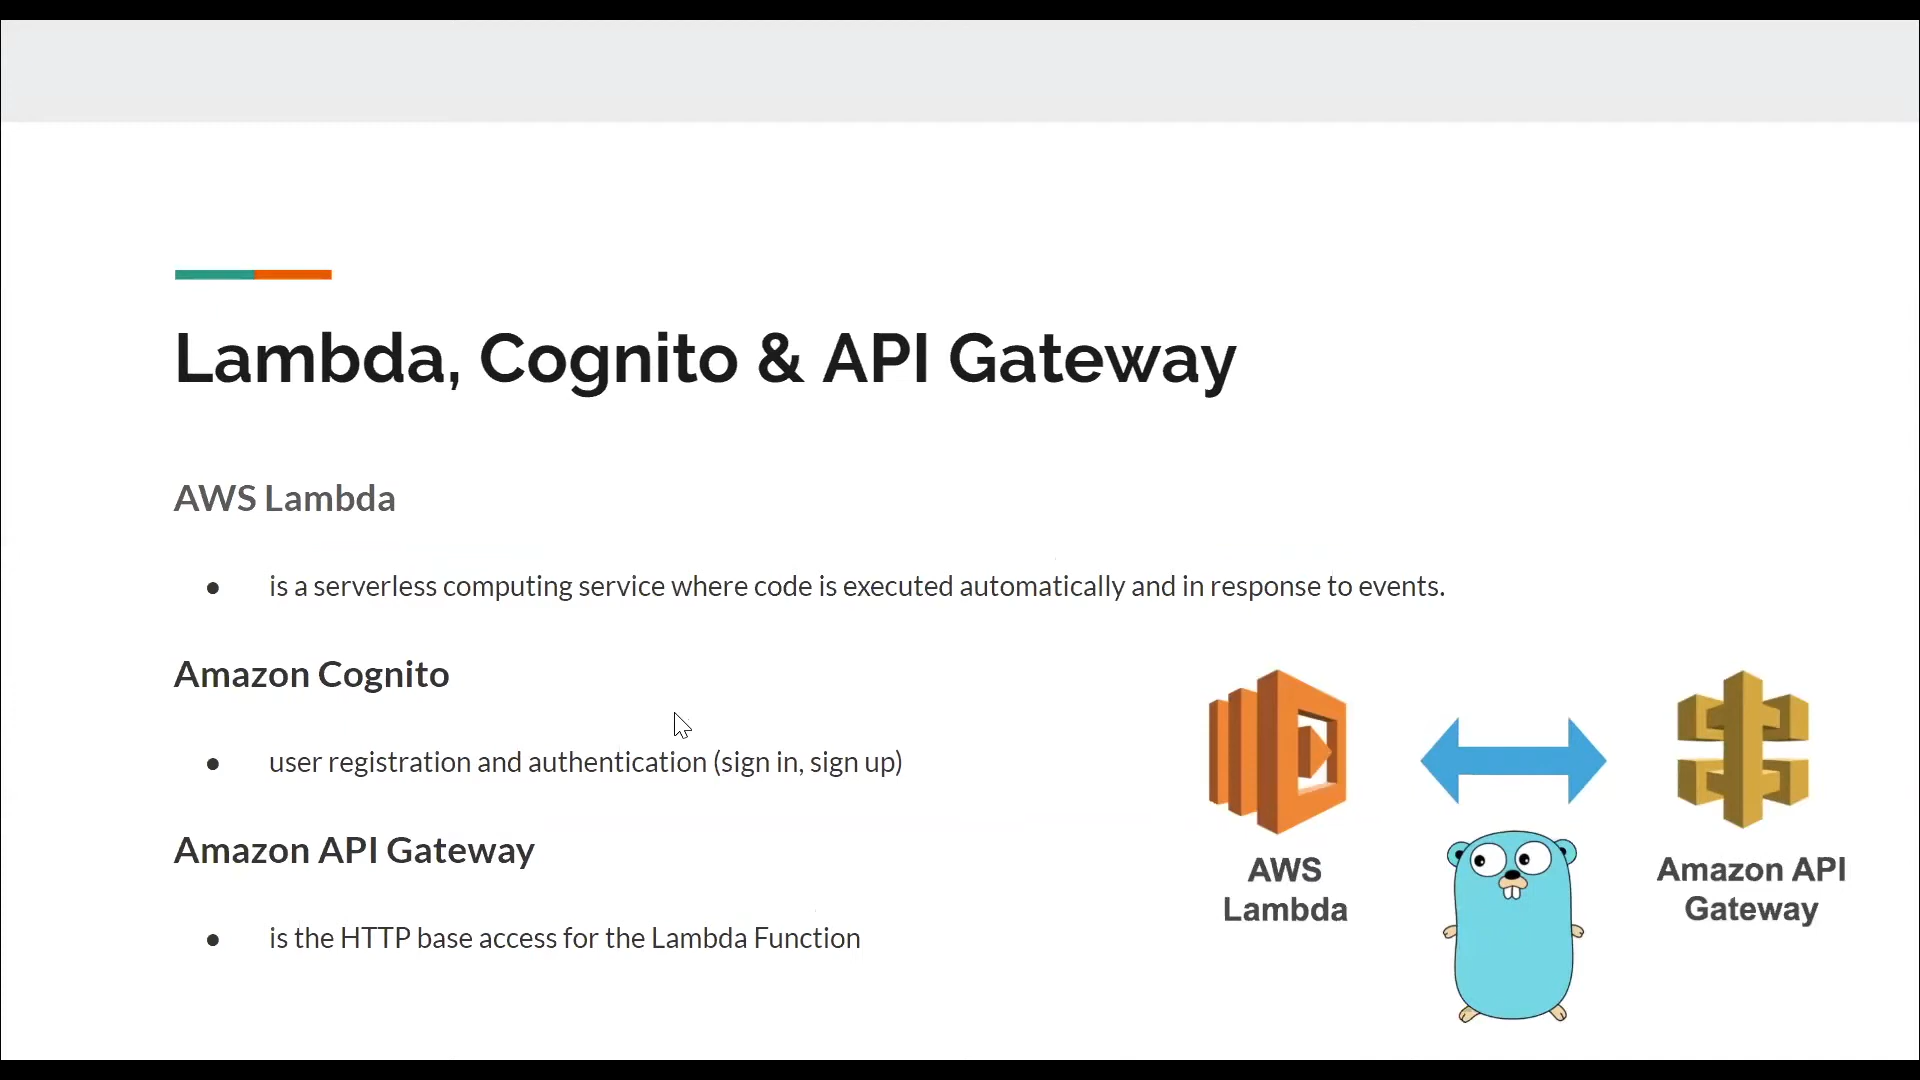 Lambda, Cognito & API Gateway
AWS Lambda
● is a serverless computing service where code is executed automatically and in response to events.
Amazon Cognito
● user registration and authentication (sign in, sign up)
Amazon API Gateway
● is the HTTP base access for the Lambda Function
AWS
Lambda
Amazon API
Gateway